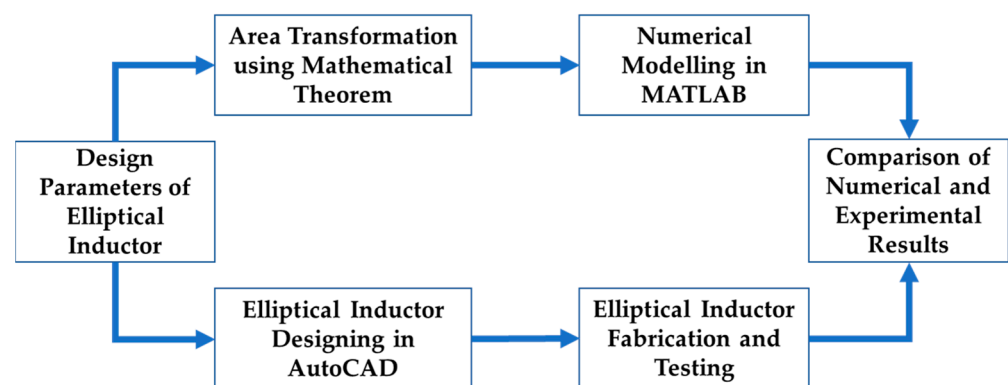 Area Transformation
using Mathematical
Theorem
Numerical
Modelling in
MATLAB
Design
Parameters of
Elliptical
Inductor
Comparison of
Numerical and
Experimental
Results
Elliptical Inductor
Designing in
AutoCAD
Elliptical Inductor
Fabrication and
Testing